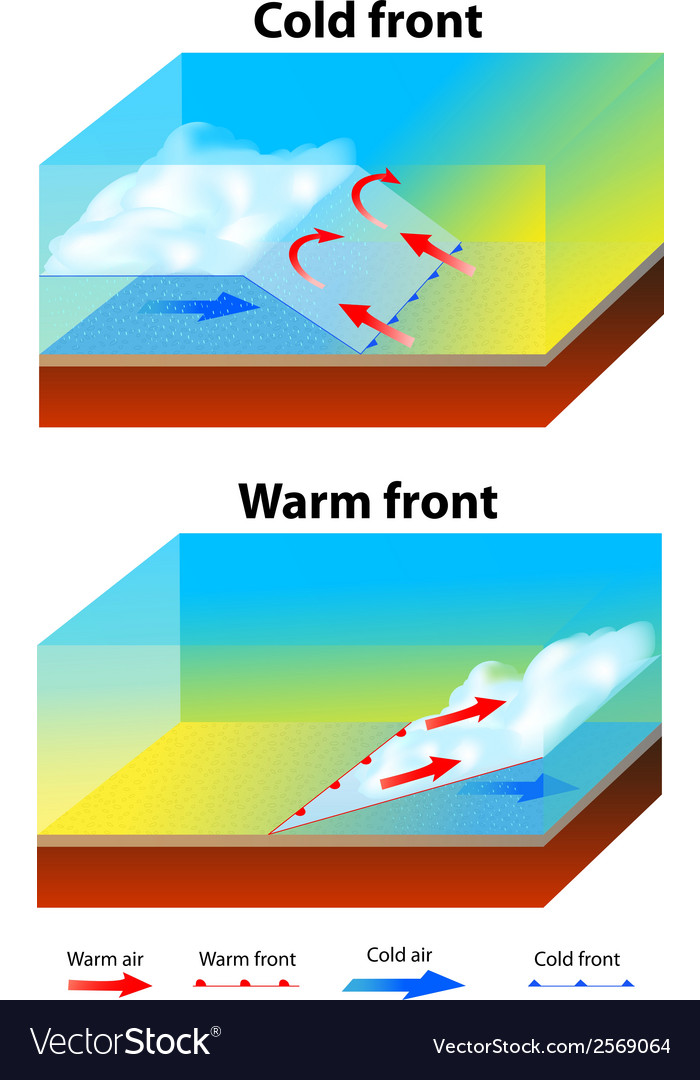 Cold front
Warm front
Warm air
Warm front
Cold air
Cold front
VectorStock®
VectorStock.com/2569064